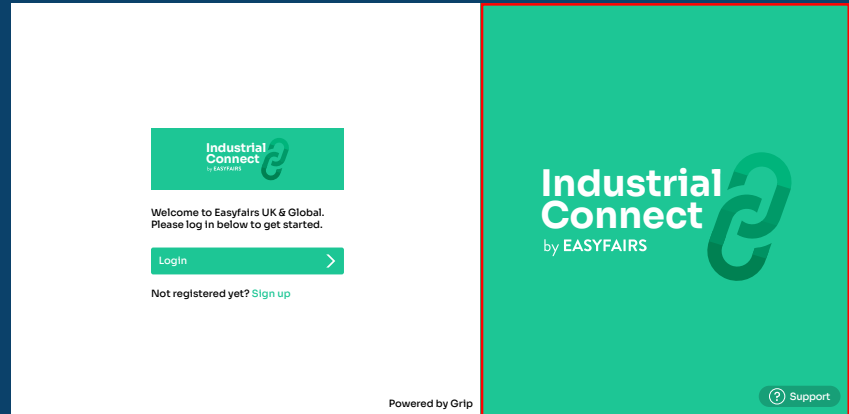 Industrial
Connect
by EASYFAIRS
Welcome to Easyfairs UK & Global.
Please log in below to get started.
Login
Not registered yet? Sign up
Powered by Grip
Industrial
Connect
by EASYFAIRS
? Support